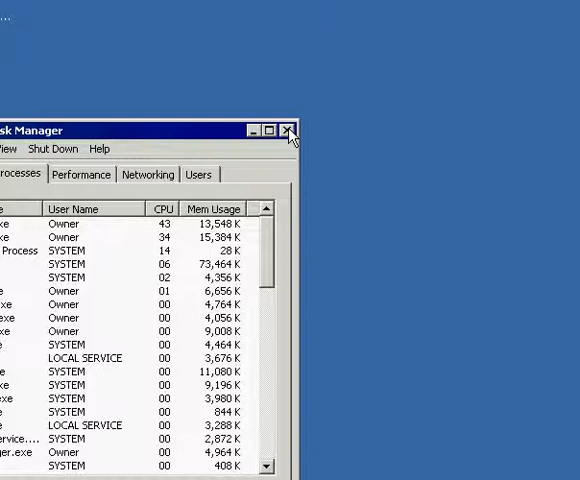 ...
sk Manager
View Shut Down Help
rocesses Performance Networking Users
e User Name CPU Mem Usage
xe Owner 43 13,548 K
xe Owner 34 15,384 K
Process SYSTEM 14 28 K
SYSTEM 06 73,464 K
SYSTEM 02 4,356 K
e Owner 01 6,656 K
xe Owner 00 4,764 K
exe Owner 00 4,056 K
exe Owner 00 9,008 K
e SYSTEM 00 4,464 K
LOCAL SERVICE 00 3,676 K
e SYSTEM 00 11,080 K
xe SYSTEM 00 9,196 K
exe SYSTEM 00 3,980 K
e SYSTEM 00 844 K
exe LOCAL SERVICE 00 3,288 K
ervice.... SYSTEM 00 2,872 K
ger.exe Owner 00 4,964 K
SYSTEM 00 408 K